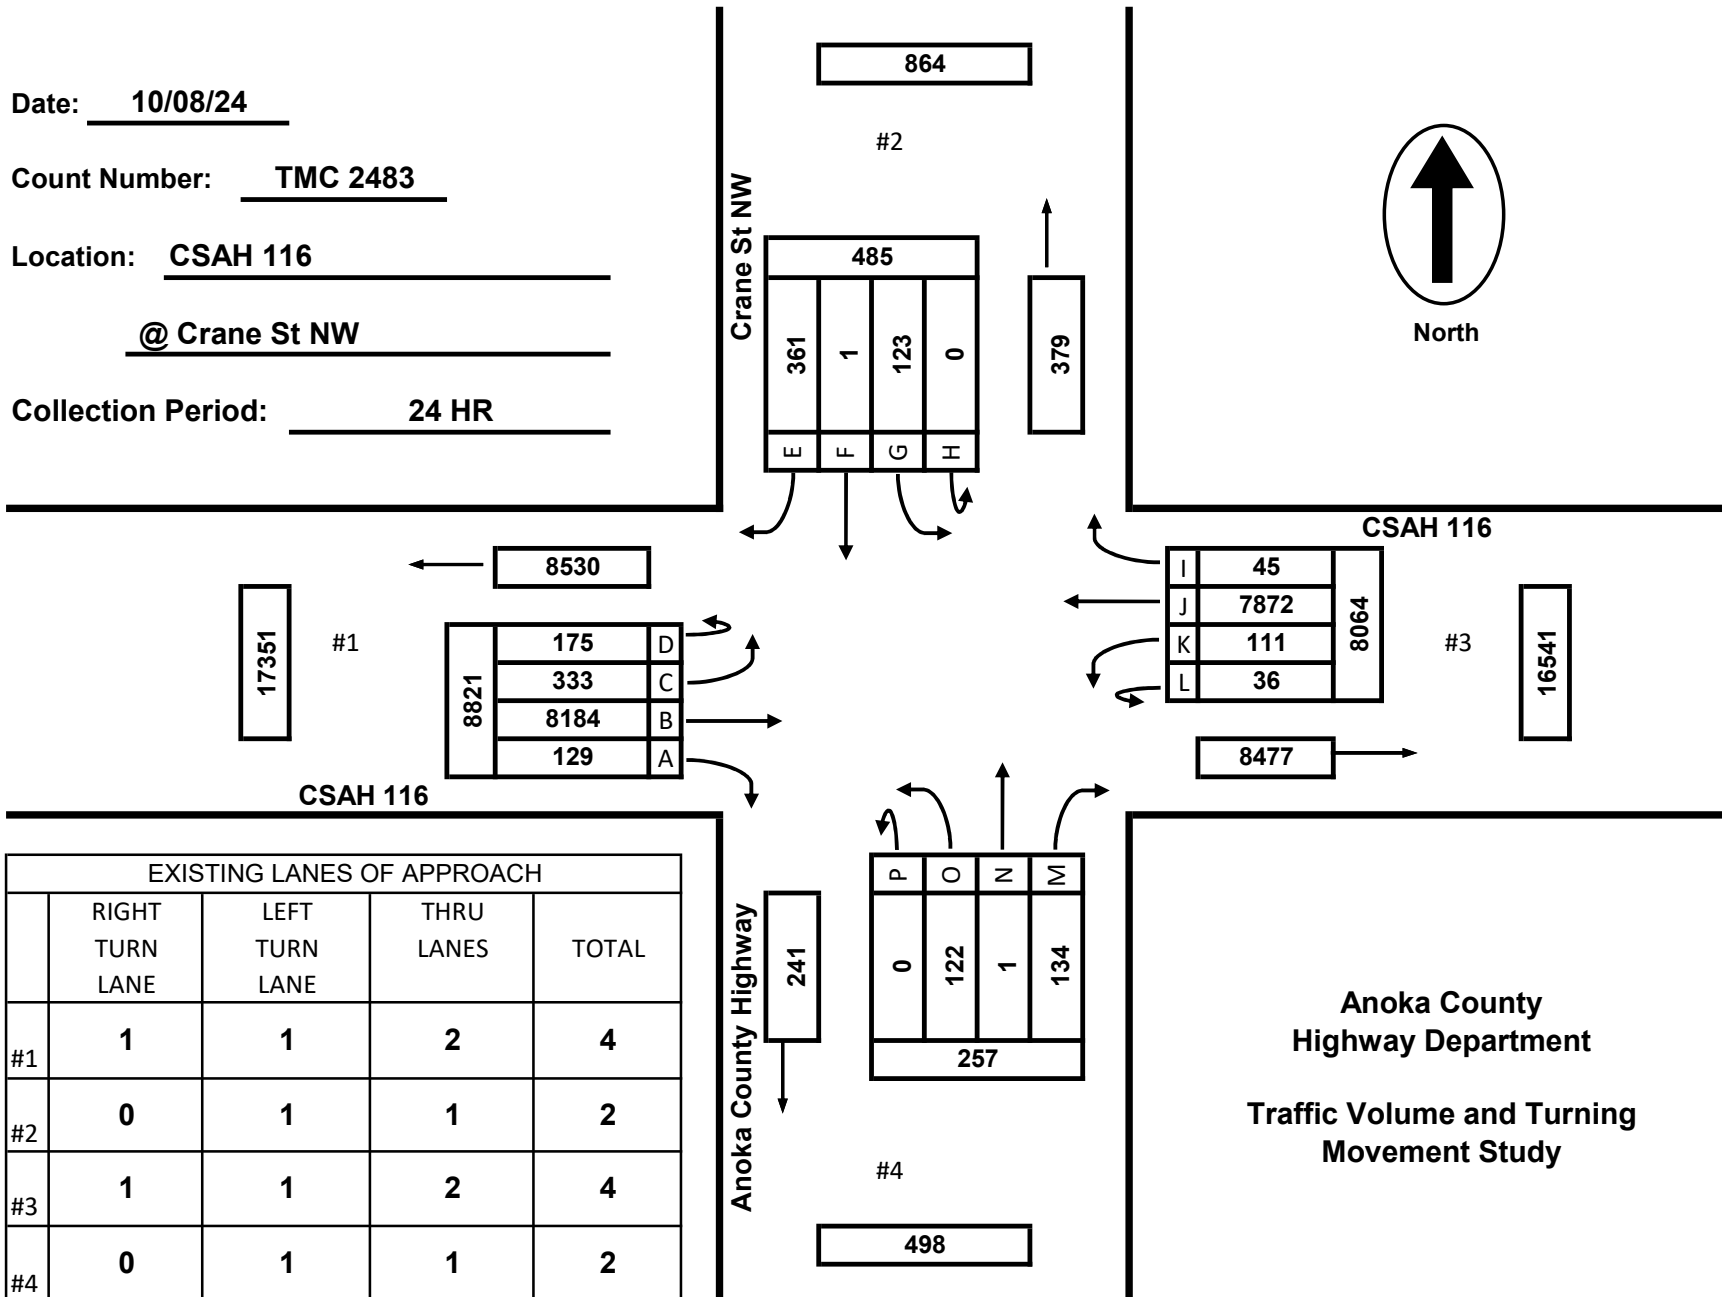 Date: 10/08/24
Count Number: TMC 2483
Location: CSAH 116
@ Crane St NW
Collection Period: 24 HR
864
#2
Crane St NW
485
361 1 123 0
E F G H
379
North
CSAH 116
8530
17351
#1
8821
175 D
333 C
8184 B
129 A
CSAH 116
I 45
J 7872
K 111
L 36
8064
#3
16541
8477
EXISTING LANES OF APPROACH
RIGHT TURN LANE LEFT TURN LANE THRU LANES TOTAL
#1 1 1 2 4
#2 0 1 1 2
#3 1 1 2 4
#4 0 1 1 2
Anoka County Highway
241
P O N M
0 122 1 134
257
#4
498
Anoka County
Highway Department
Traffic Volume and Turning
Movement Study